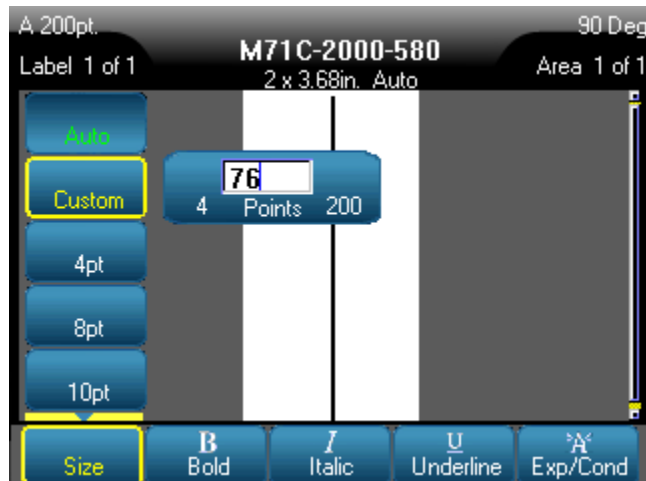 A 200pt.
90 Deg
M71C-2000-580
Label 1 of 1
2 x 3.68in. Auto
Area 1 of 1
Auto
Custom
76
4 Points 200
4pt
8pt
10pt
Size
B
Bold
I
Italic
U
Underline
A
Exp/Cond